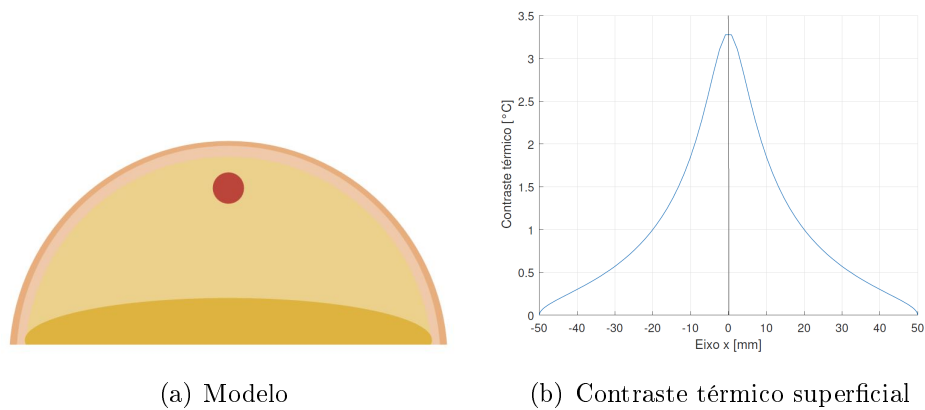 3.5
3
2.5
2
1.5
1
0.5
0
Contraste térmico [°C]
-50 -40 -30 -20 -10 0 10 20 30 40 50
Eixo x [mm]
(a) Modelo
(b) Contraste térmico superficial